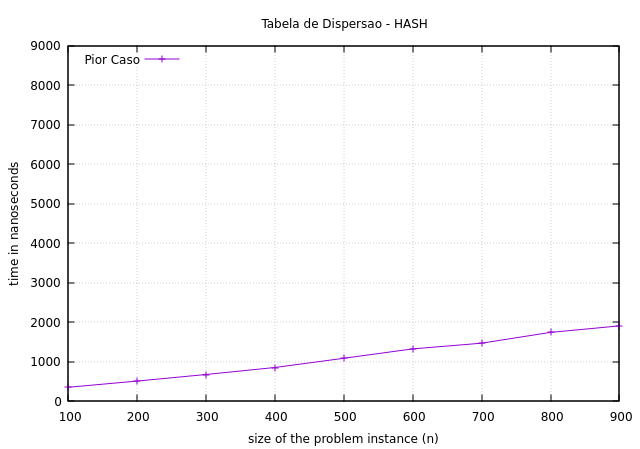 Tabela de Dispersao - HASH
Pior Caso
9000
8000
7000
6000
5000
4000
3000
2000
1000
0
time in nanoseconds
100 200 300 400 500 600 700 800 900
size of the problem instance (n)